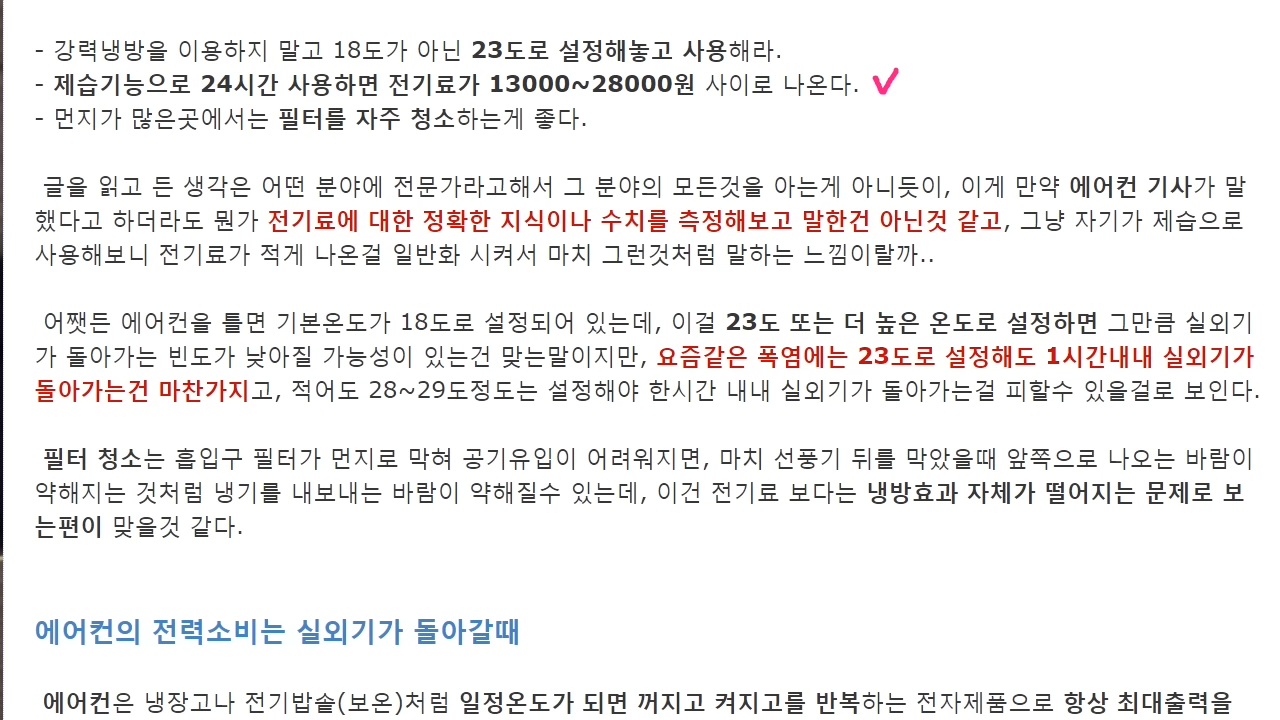 - 강력냉방을 이용하지 말고 18도가 아닌 23도로 설정해놓고 사용해라.
- 제습기능으로 24시간 사용하면 전기료가 13000~28000원 사이로 나온다.
- 먼지가 많은곳에서는 필터를 자주 청소하는게 좋다.
글을 읽고 든 생각은 어떤 분야에 전문가라고해서 그 분야의 모든것을 아는게 아니듯이, 이게 만약 에어컨 기사가 말
했다고 하더라도 뭔가 전기료에 대한 정확한 지식이나 수치를 측정해보고 말한건 아닌것 같고, 그냥 자기가 제습으로
사용해보니 전기료가 적게 나온걸 일반화 시켜서 마치 그런것처럼 말하는 느낌이랄까..
어쨋든 에어컨을 틀면 기본온도가 18도로 설정되어 있는데, 이걸 23도 또는 더 높은 온도로 설정하면 그만큼 실외기
가 돌아가는 빈도가 낮아질 가능성이 있는건 맞는말이지만, 요즘같은 폭염에는 23도로 설정해도 1시간내내 실외기가
돌아가는건 마찬가지고, 적어도 28~29도정도는 설정해야 한시간 내내 실외기가 돌아가는걸 피할수 있을걸로 보인다.
필터 청소는 흡입구 필터가 먼지로 막혀 공기유입이 어려워지면, 마치 선풍기 뒤를 막았을때 앞쪽으로 나오는 바람이
약해지는 것처럼 냉기를 내보내는 바람이 약해질수 있는데, 이건 전기료 보다는 냉방효과 자체가 떨어지는 문제로 보
는편이 맞을것 같다.
에어컨의 전력소비는 실외기가 돌아갈때
에어컨은 냉장고나 전기밥솥(보온)처럼 일정온도가 되면 꺼지고 켜지고를 반복하는 전자제품으로 항상 최대출력을